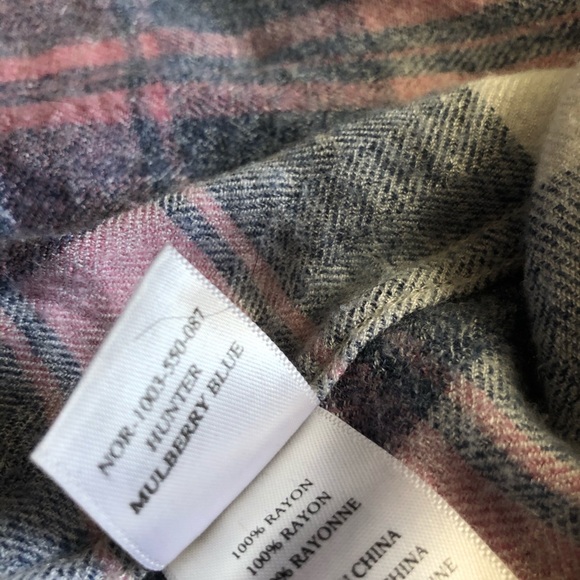 NOR-1003-550-087
HUNTER
MULBERRY BLUE
100% RAYON
100% RAYON
100% RAYONNE
CHINA
CHINA